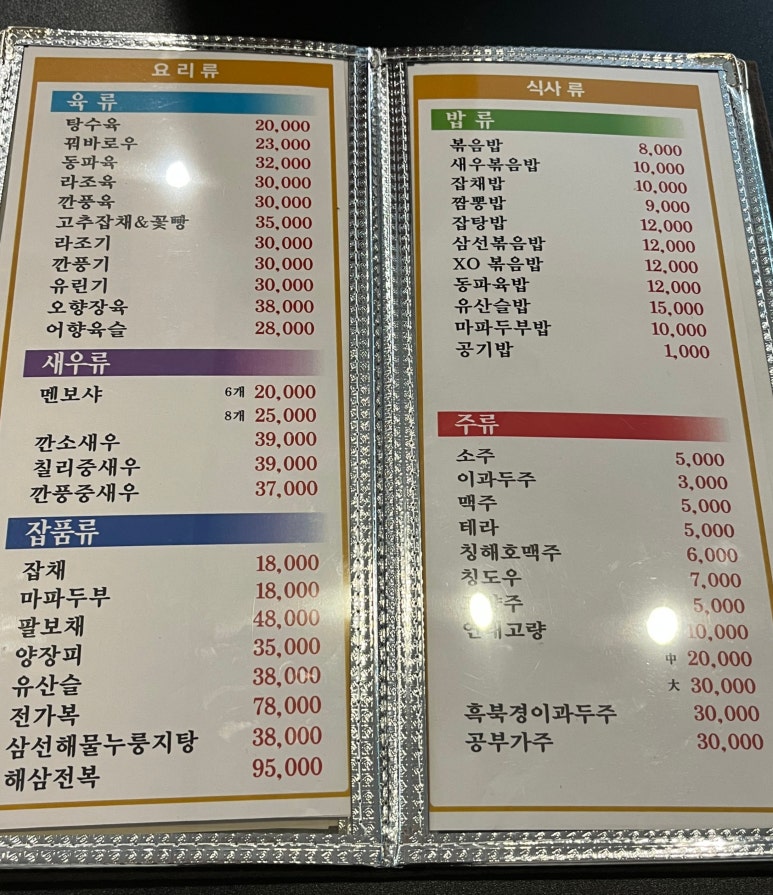 요리류
육 류
탕수육 20,000
꿔바로우 23,000
동파육 32,000
라조육 30,000
깐풍육 30,000
고추잡채&꽃빵 35,000
라조기 30,000
깐풍기 30,000
유린기 30,000
오향장육 38,000
어향육슬 28,000
새우류
멘보샤 6개 20,000
8개 25,000
깐소새우 39,000
칠리중새우 39,000
깐풍중새우 37,000
잡품류
잡채 18,000
마파두부 18,000
팔보채 48,000
양장피 35,000
유산슬 38,000
전가복 78,000
삼선해물누룽지탕 38,000
해삼전복 95,000
식사 류
밥 류
볶음밥 8,000
새우볶음밥 10,000
잡채밥 10,000
짬뽕밥 9,000
잡탕밥 12,000
삼선볶음밥 12,000
XO 볶음밥 12,000
동파육밥 12,000
유산슬밥 15,000
마파두부밥 10,000
공기밥 1,000
주류
소주 5,000
이과두주 3,000
맥주 5,000
테라 5,000
칭해호맥주 6,000
칭도우 7,000
5,000
고량 10,000
中 20,000
大 30,000
흑북경이과두주 30,000
공부가주 30,000